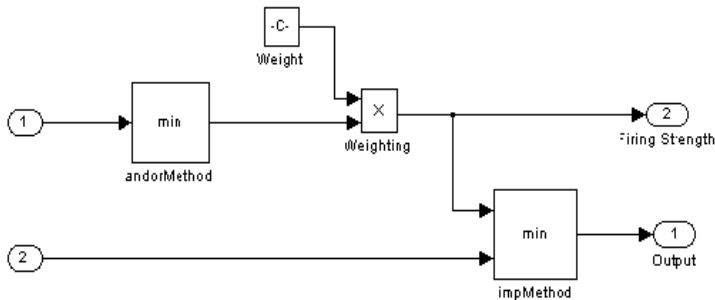 -C-
Weight
1
min
andorMethod
X
Weighting
2
Firing Strength
2
min
impMethod
1
Output